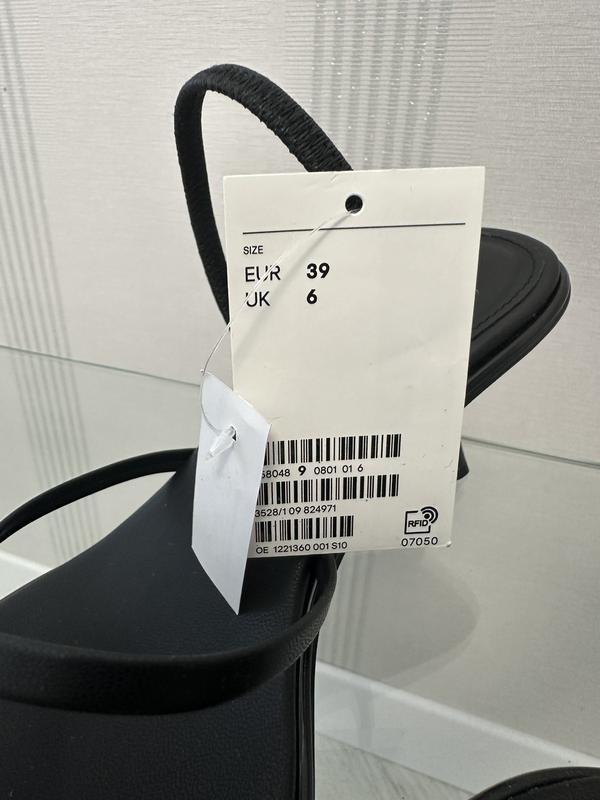 SIZE
EUR 39
UK 6
58048 9 0801 01 6
3528/1 09 824971
OE 1221360 001 S10
RFID
07050